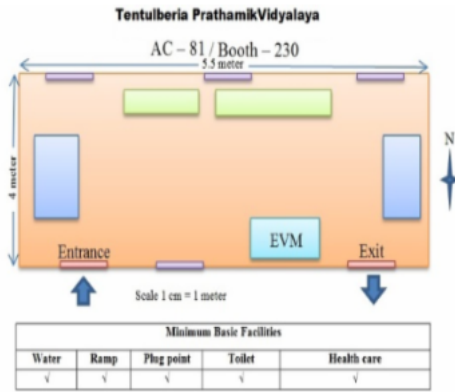 Tentulberia PrathamikVidyalaya
AC – 81 / Booth – 230
5.5 meter
4 meter
N
EVM
Entrance
Exit
Scale 1 cm = 1 meter
Minimum Basic Facilities
Water Ramp Plug point Toilet Health care
√ √ √ √ √